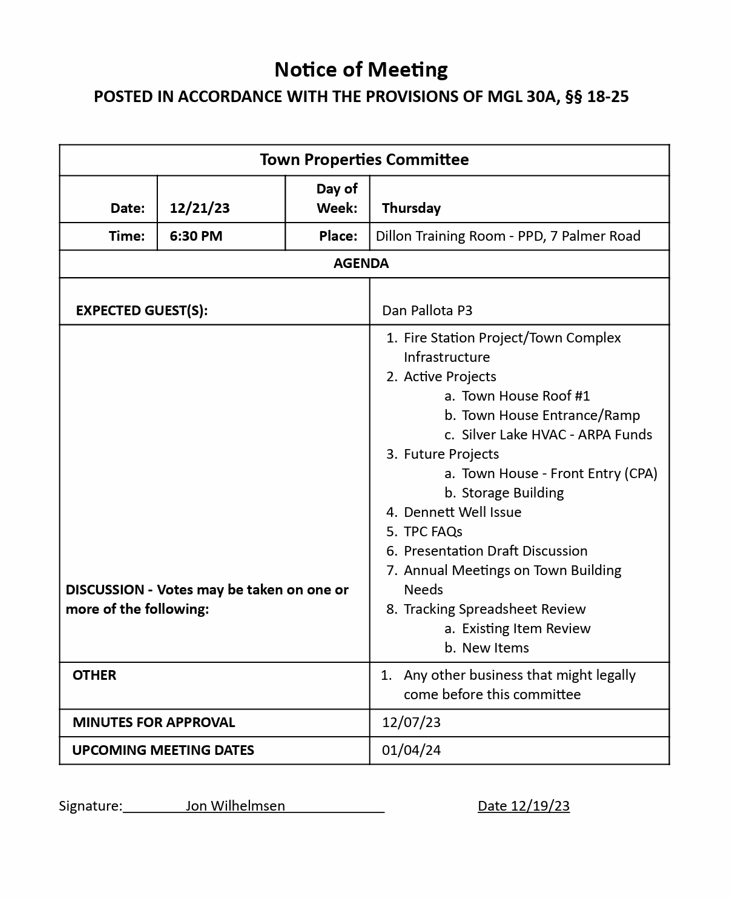 Notice of Meeting
POSTED IN ACCORDANCE WITH THE PROVISIONS OF MGL 30A, §§ 18-25
Town Properties Committee
Date: 12/21/23 Day of Week: Thursday
Time: 6:30 PM Place: Dillon Training Room - PPD, 7 Palmer Road
AGENDA
EXPECTED GUEST(S): Dan Pallota P3
DISCUSSION - Votes may be taken on one or
more of the following:
1. Fire Station Project/Town Complex
Infrastructure
2. Active Projects
a. Town House Roof #1
b. Town House Entrance/Ramp
c. Silver Lake HVAC - ARPA Funds
3. Future Projects
a. Town House - Front Entry (CPA)
b. Storage Building
4. Dennett Well Issue
5. TPC FAQs
6. Presentation Draft Discussion
7. Annual Meetings on Town Building
Needs
8. Tracking Spreadsheet Review
a. Existing Item Review
b. New Items
OTHER
1. Any other business that might legally
come before this committee
MINUTES FOR APPROVAL 12/07/23
UPCOMING MEETING DATES 01/04/24
Signature: Jon Wilhelmsen Date 12/19/23